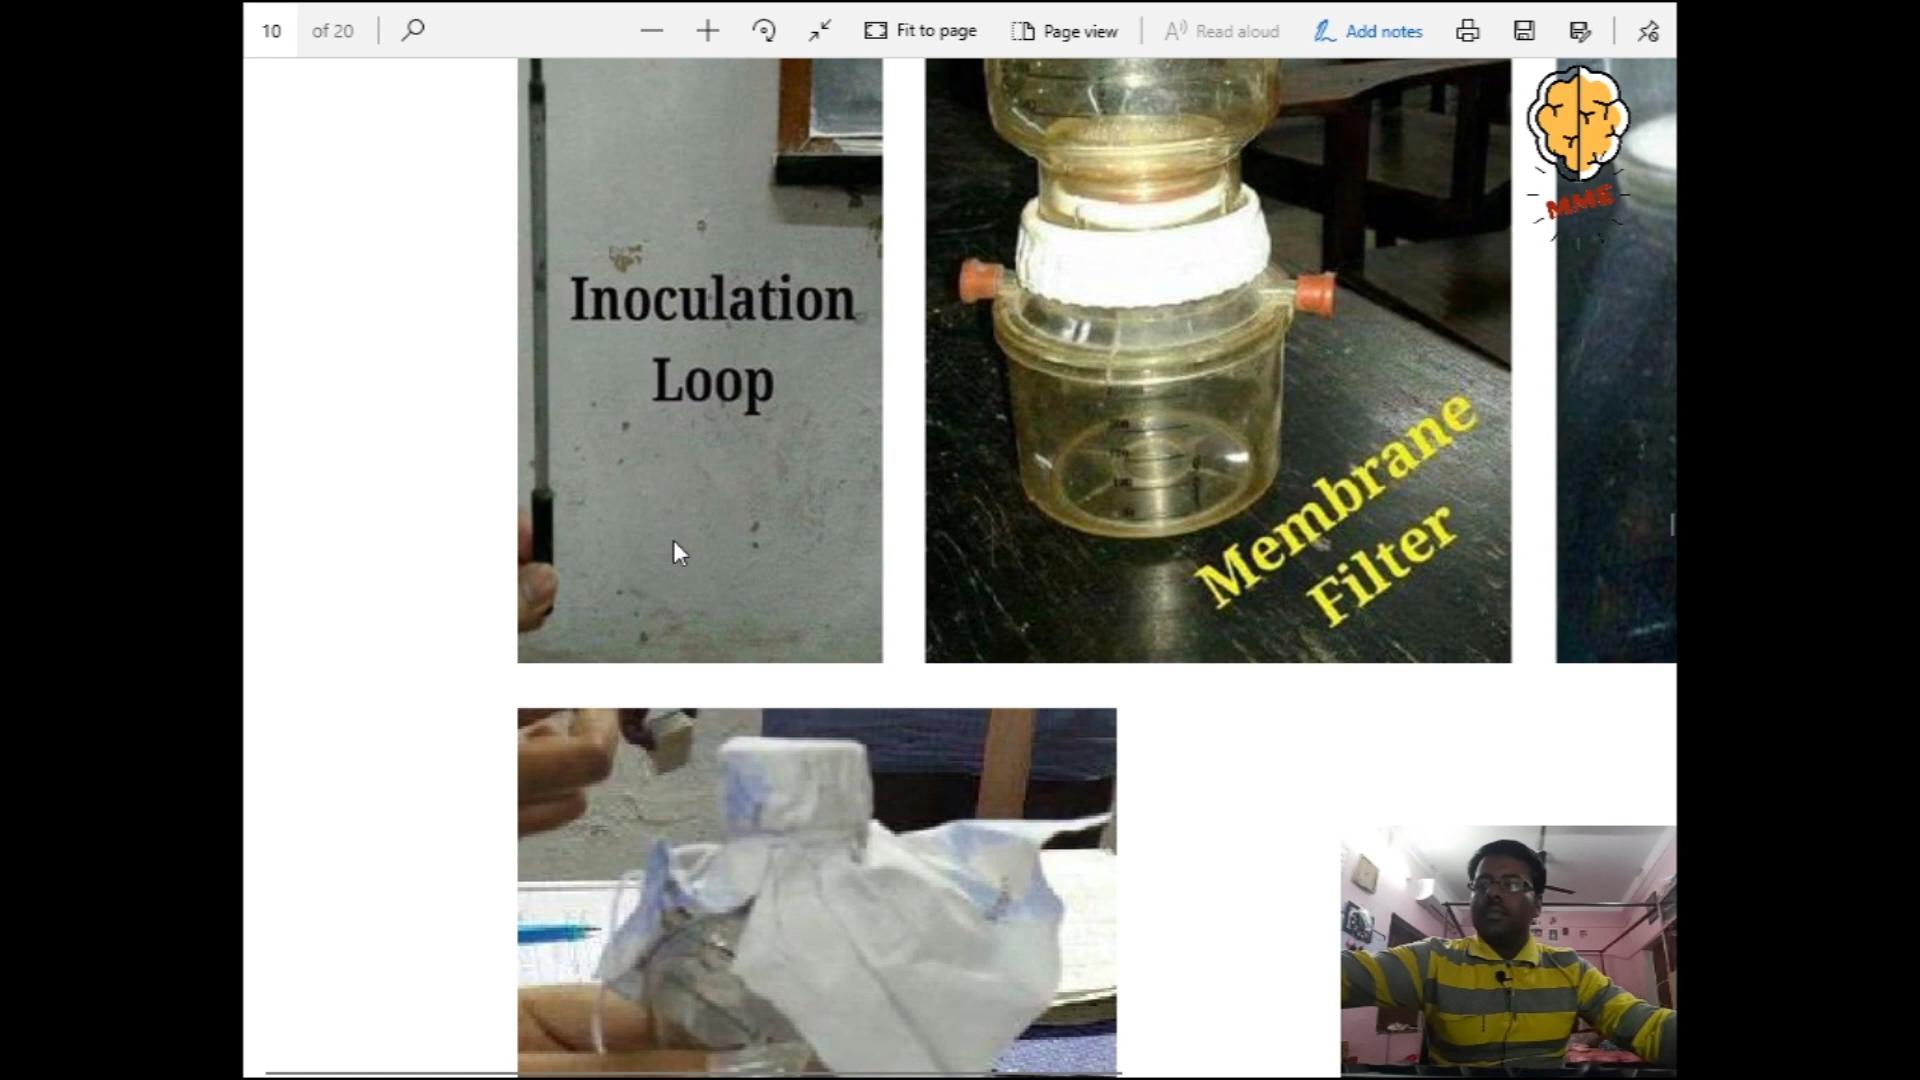 10 of 20 Fit to page Page view Read aloud Add notes
MME
Inoculation
Loop
Membrane
Filter